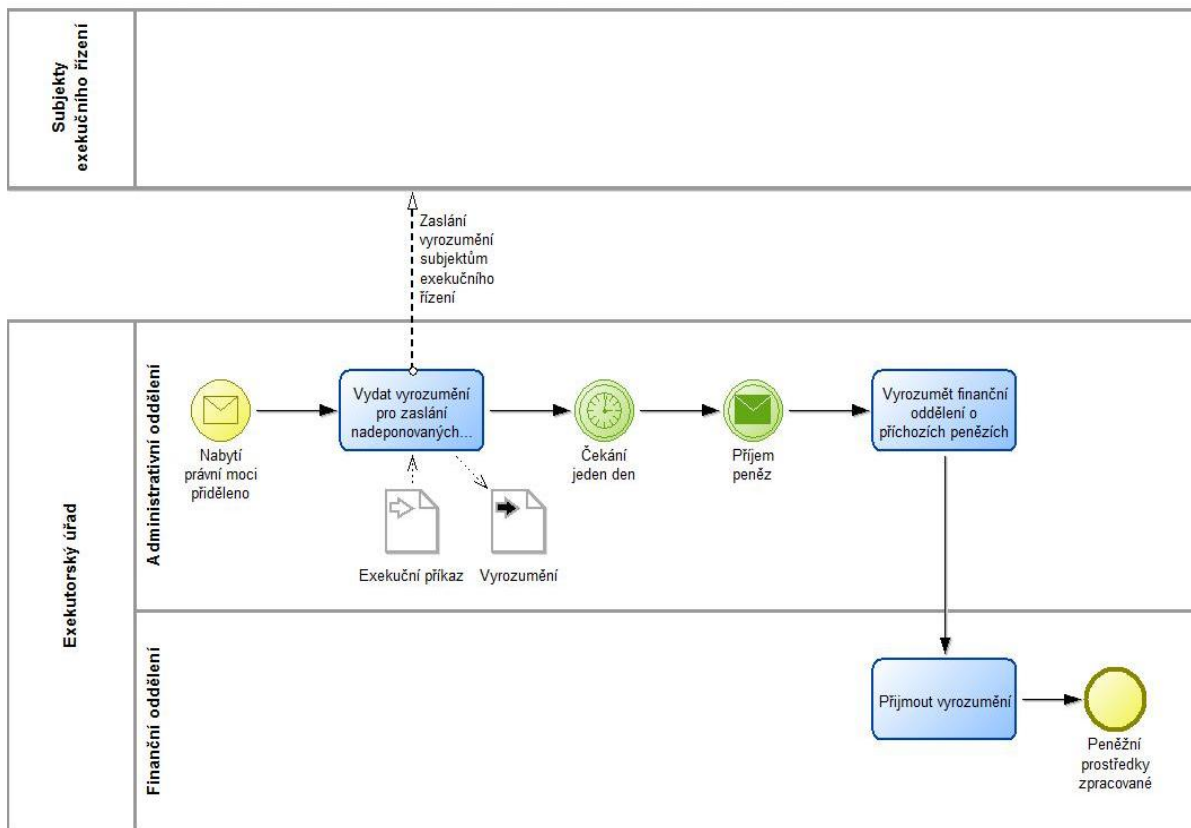 Subjekty
exekučního řízení
Zaslání
vyrozumění
subjektům
exekučního
řízení
Exekutorský úřad
Administrativní oddělení
Nabytí
právní moci
přiděleno
Vydat vyrozumění
pro zaslání
nadeponovaných...
Exekuční příkaz
Vyrozumění
Čekání
jeden den
Příjem
peněz
Vyrozumět finanční
oddělení o
příchozích penězích
Finanční oddělení
Přijmout vyrozumění
Peněžní
prostředky
zpracované